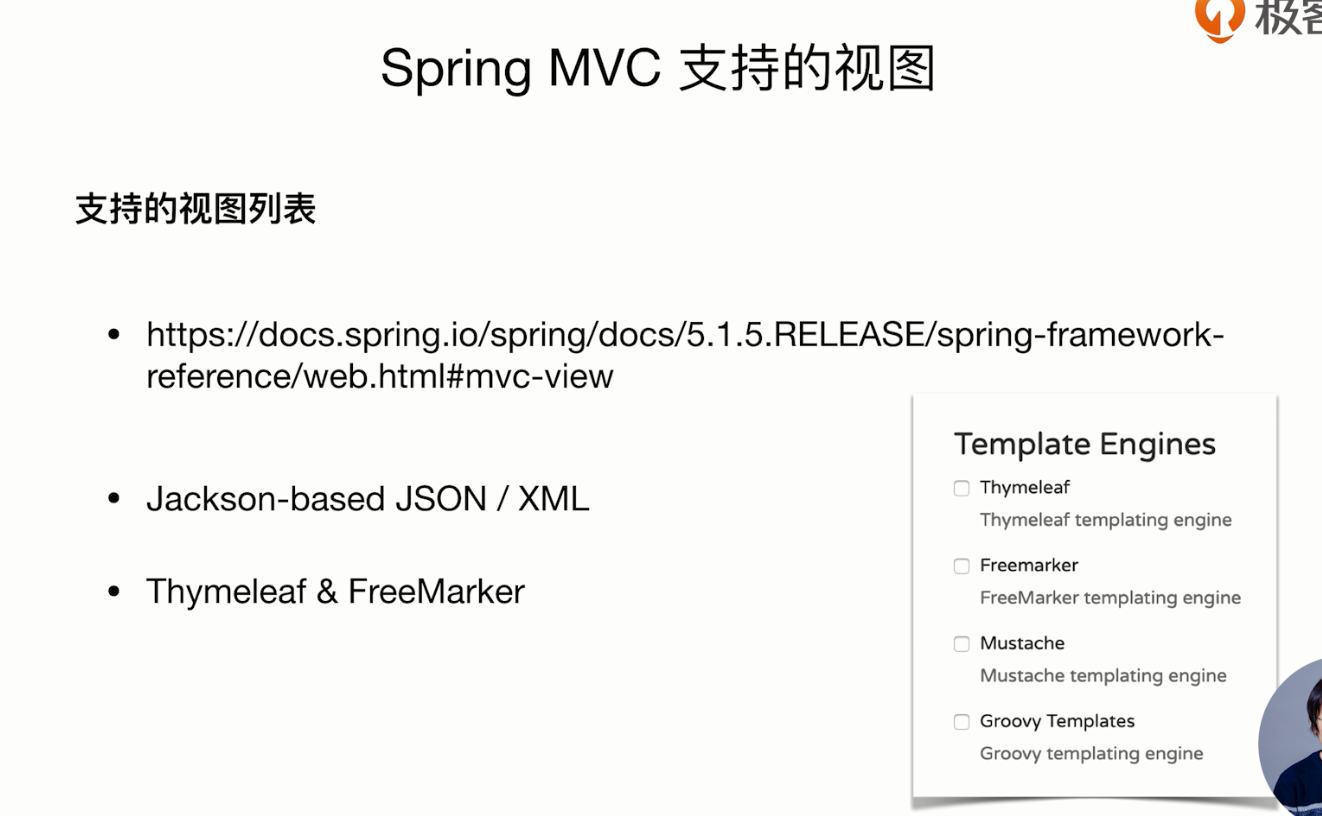 极客
Spring MVC 支持的视图
支持的视图列表
• https://docs.spring.io/spring/docs/5.1.5.RELEASE/spring-framework-
reference/web.html#mvc-view
• Jackson-based JSON / XML
• Thymeleaf & FreeMarker
Template Engines
Thymeleaf
Thymeleaf templating engine
Freemarker
FreeMarker templating engine
Mustache
Mustache templating engine
Groovy Templates
Groovy templating engine